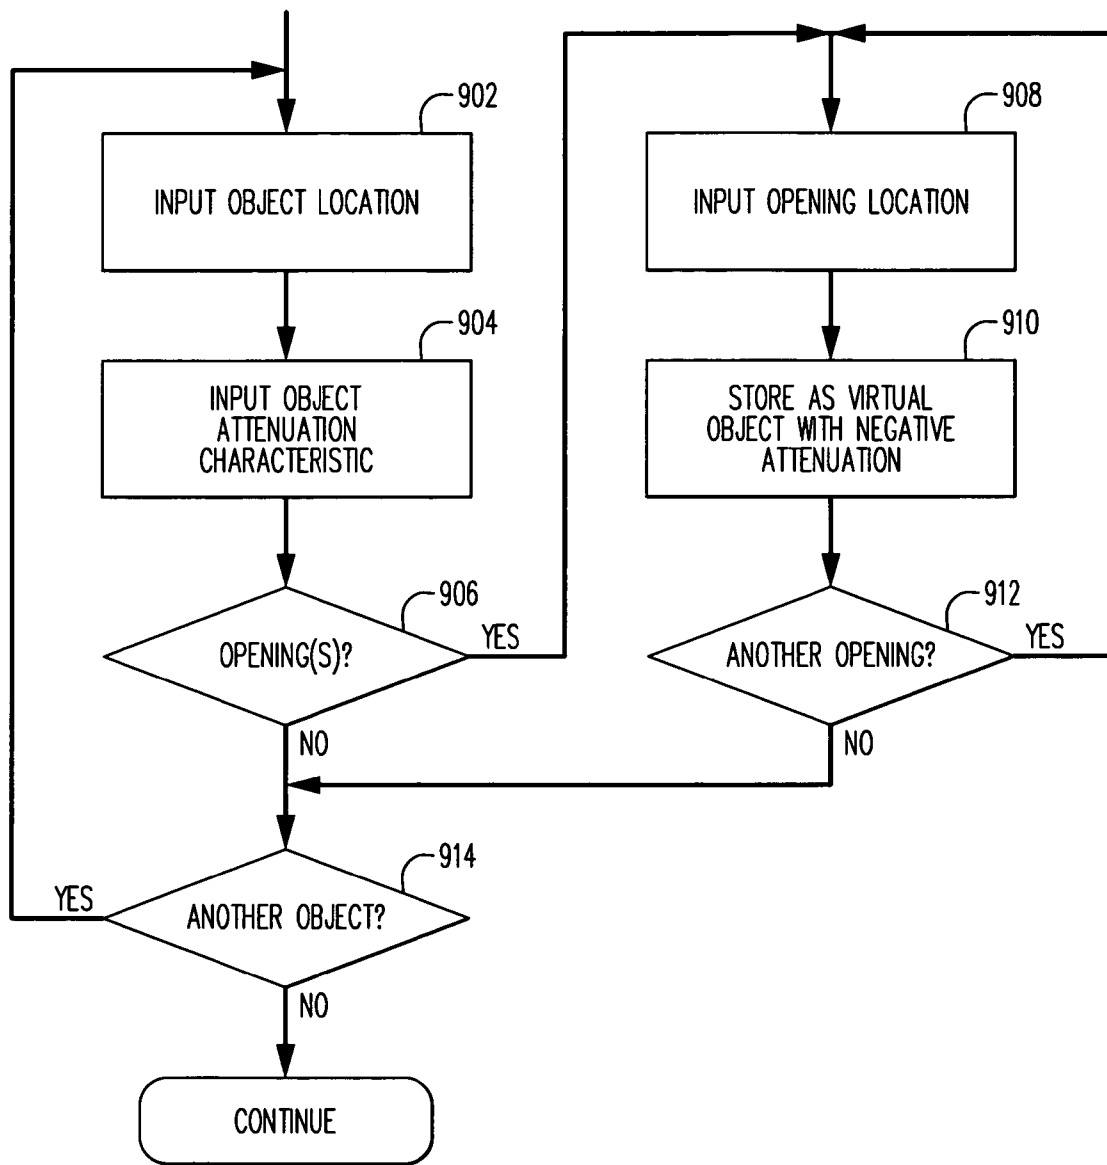 902
INPUT OBJECT LOCATION
904
INPUT OBJECT
ATTENUATION
CHARACTERISTIC
906
OPENING(S)?
YES
NO
908
INPUT OPENING LOCATION
910
STORE AS VIRTUAL
OBJECT WITH NEGATIVE
ATTENUATION
912
ANOTHER OPENING?
YES
NO
914
YES
ANOTHER OBJECT?
NO
CONTINUE